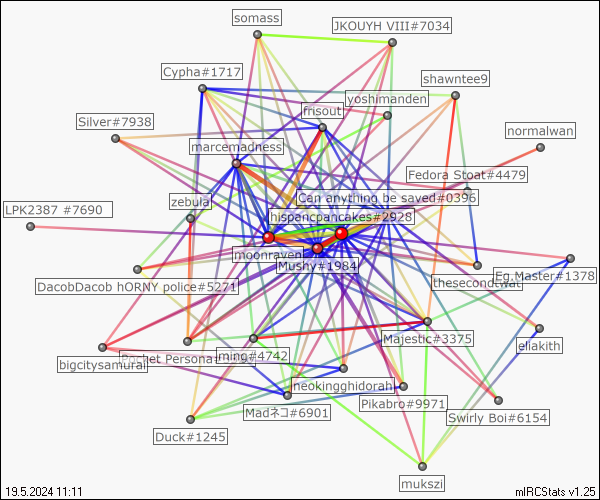 somass
JKOUYH VIII#7034
Cypha#1717
shawntee9
yoshimanden
frisout
Silver#7938
normalwan
marcemadness
Fedora Stoat#4479
Can anything be saved#0396
zebula
LPK2387 #7690
hispancpancakes#2928
moonraven
Mushy#1984
Eg.Master#1378
DacobDacob hORNY police#5271
thesecondtwat
Majestic#3375
ellakith
bigcitysamurai
ming#4742
neokingghidorah
Pikabro#9971
Madネコ#6901
Swirly Boi#6154
Duck#1245
mukszi
19.5.2024 11:11
mIRCStats v1.25